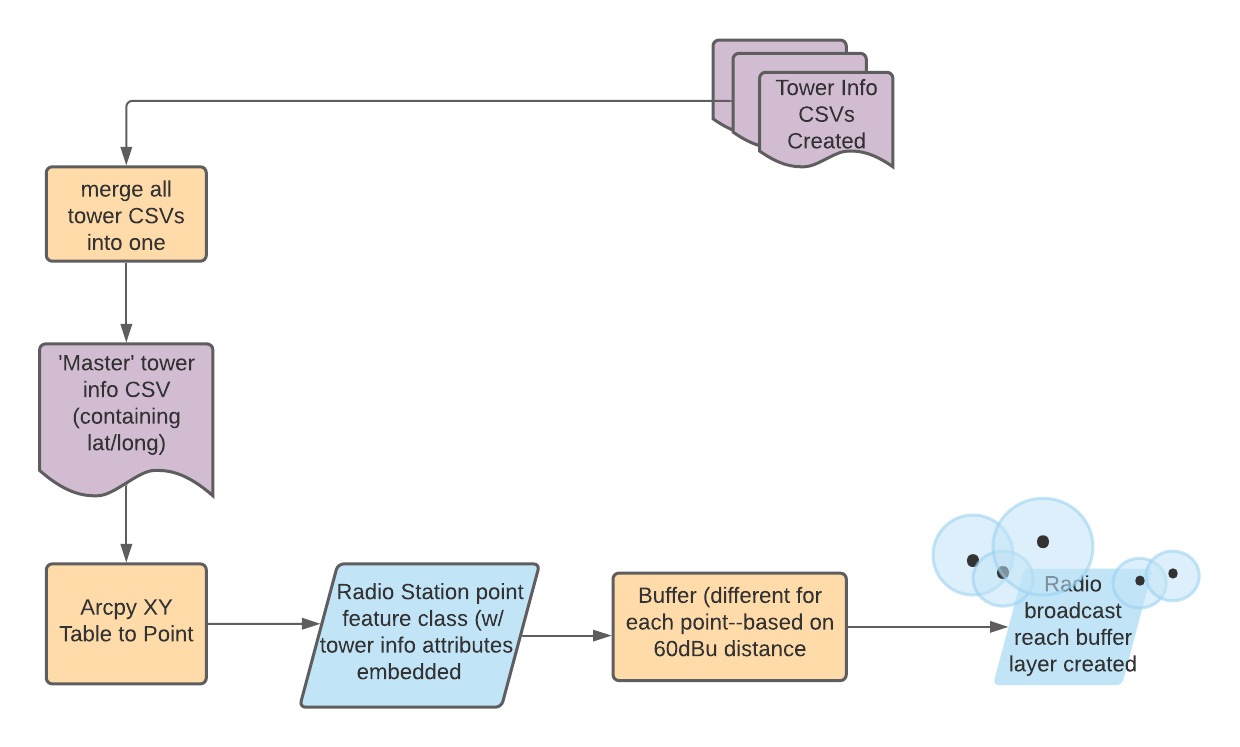 Tower Info
CSVs
Created
merge all
tower CSVs
into one
'Master' tower
info CSV
(containing
lat/long)
Arcpy XY
Table to Point
Radio Station point
feature class (w/
tower info attributes
embedded
Buffer (different for
each point--based on
60dBu distance
Radio
broadcast
reach buffer
layer created